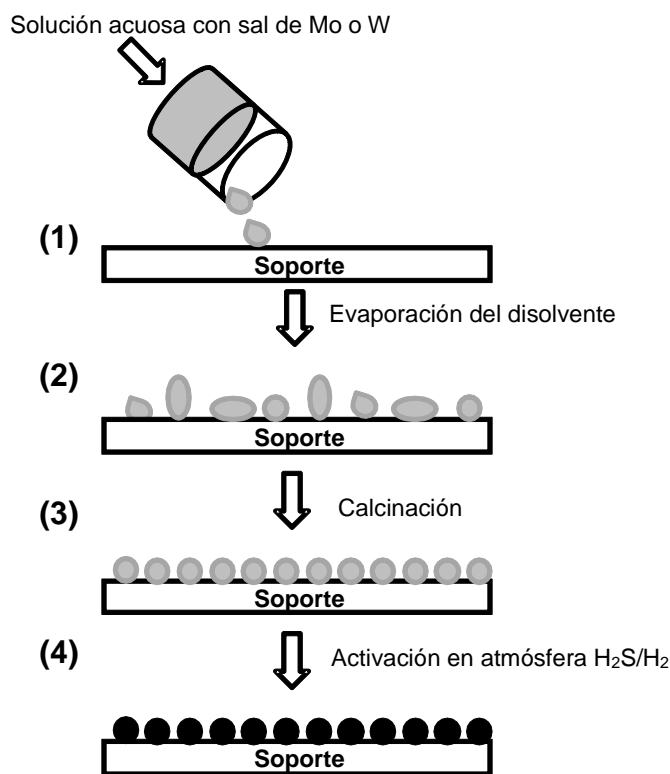 Solución acuosa con sal de Mo o W
(1)
Soporte
Evaporación del disolvente
(2)
Soporte
Calcinación
(3)
Soporte
(4)
Activación en atmósfera H₂S/H₂
Soporte